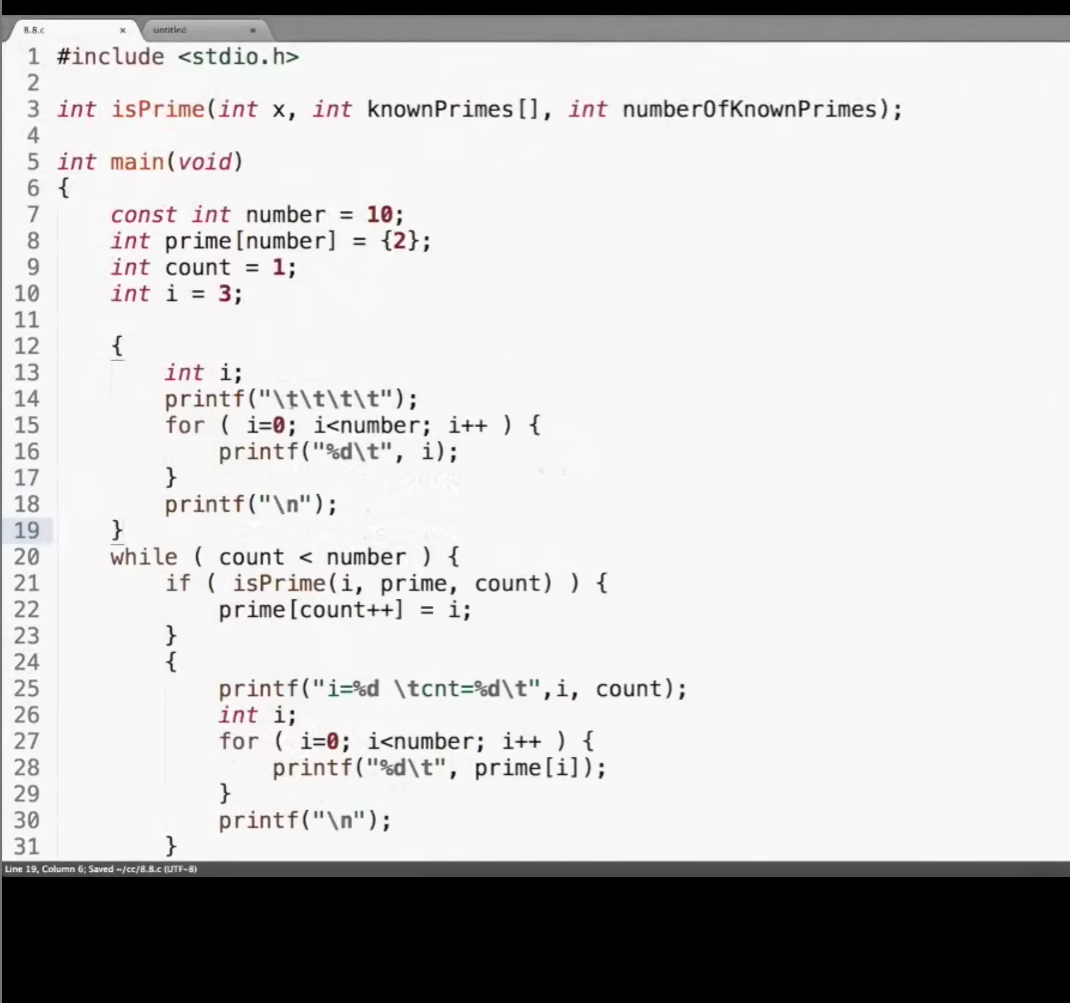 8.8.c × untitled
1 #include <stdio.h>
2
3 int isPrime(int x, int knownPrimes[], int numberOfKnownPrimes);
4
5 int main(void)
6 {
7     const int number = 10;
8     int prime[number] = {2};
9     int count = 1;
10     int i = 3;
11
12     {
13         int i;
14         printf("\t\t\t\t");
15         for ( i=0; i<number; i++ ) {
16             printf("%d\t", i);
17         }
18         printf("\n");
19     }
20     while ( count < number ) {
21         if ( isPrime(i, prime, count) ) {
22             prime[count++] = i;
23         }
24         {
25             printf("i=%d \tcnt=%d\t",i, count);
26             int i;
27             for ( i=0; i<number; i++ ) {
28                 printf("%d\t", prime[i]);
29             }
30             printf("\n");
31         }
Line 19, Column 6; Saved ~/cc/8.8.c (UTF-8)